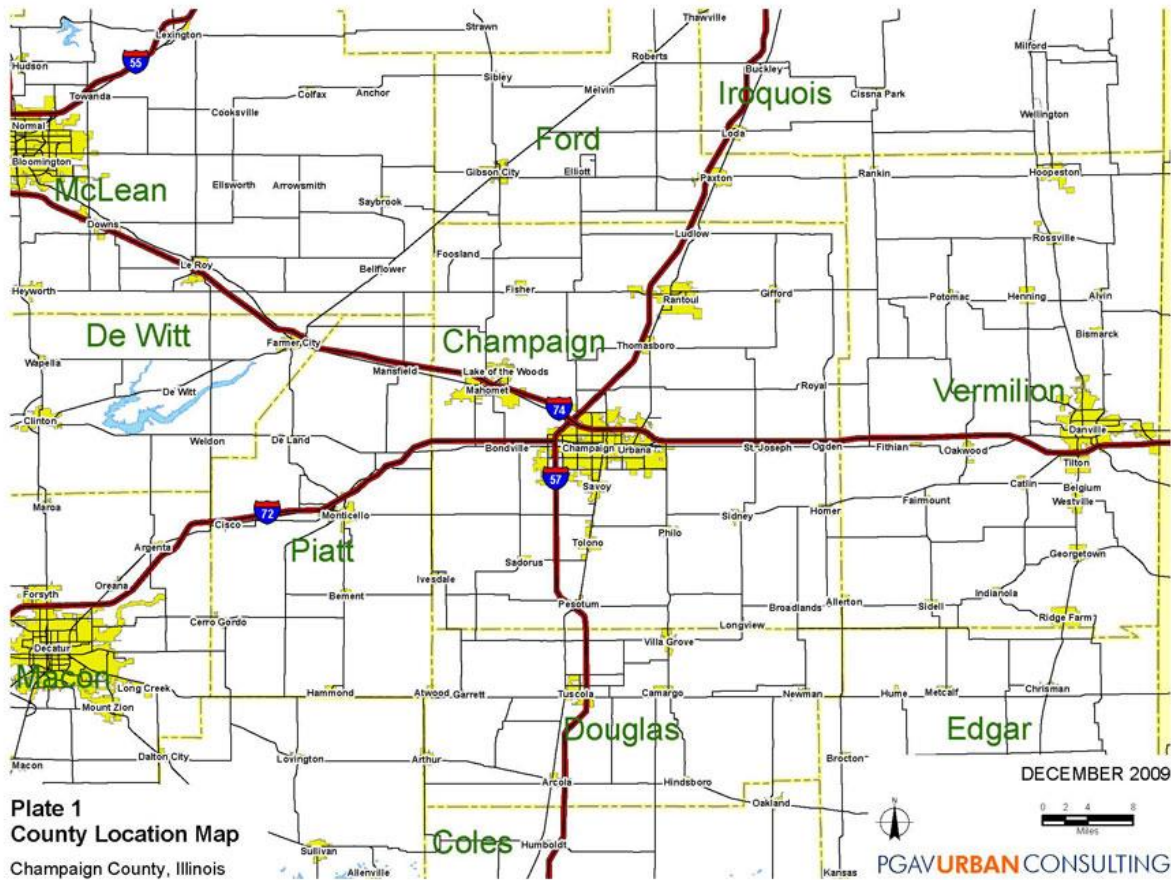 Thawville
Strawn
Lexington
Milford
Roberts
55
Hudson
Buckley
Sibley
Melvin
Colfax
Anchor
Iroquois
Cissna Park
Towanda
Cooksville
Wellington
Normal
Loda
Ford
Bloomington
Gibson City
Elliott
Paxton
Rankin
Hoopeston
McLean
Ellsworth
Arrowsmith
Saybrook
Downs
Ludlow
Rossville
Foosland
Le Roy
Bellflower
Heyworth
Fisher
Rantoul
Gifford
Potomac
Henning
Alvin
De Witt
Champaign
Bismarck
Farmer City
Thomasboro
Wapella
Mansfield
Lake of the Woods
De Witt
Mahomet
Royal
Vermilion
74
Clinton
Danville
Weldon
De Land
Bondville
Champaign
Urbana
St. Joseph
Ogden
Fithian
Oakwood
Tilton
57
Savoy
Catlin
Belgium
Maroa
72
Monticello
Cisco
Sidney
Homer
Fairmount
Westville
Philo
Argenta
Piatt
Tolono
Georgetown
Sadorus
Oreana
Ivesdale
Forsyth
Bement
Indianola
Pesotum
Broadlands
Allerton
Sidell
Ridge Farm
Cerro Gordo
Longview
Decatur
Villa Grove
Macon
Long Creek
Hammond
Atwood
Garrett
Tuscola
Camargo
Newman
Hume
Metcalf
Chrisman
Mount Zion
Douglas
Edgar
Dalton City
Lovington
Arthur
Brocton
Macon
Arcola
Hindsboro
DECEMBER 2009
Oakland
Plate 1
County Location Map
Champaign County, Illinois
N
0 2 4 8
Miles
Coles
Humboldt
Sullivan
Allenville
Kansas
PGAVURBANCONSULTING